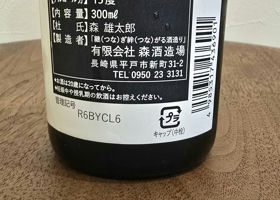 15度
内容量 300mℓ
杜氏 森 雄太郎
製造者 「継(つな)ぎ絆(つな)がる酒造り」
有限会社 森酒造場
長崎県平戸市新町31-2
TEL 0950 23 3131
●お酒は20歳になってから。
●妊娠中や授乳期の飲酒はお控えください。
管理記号
R6BYCL6
プラ
キャップ(中栓)